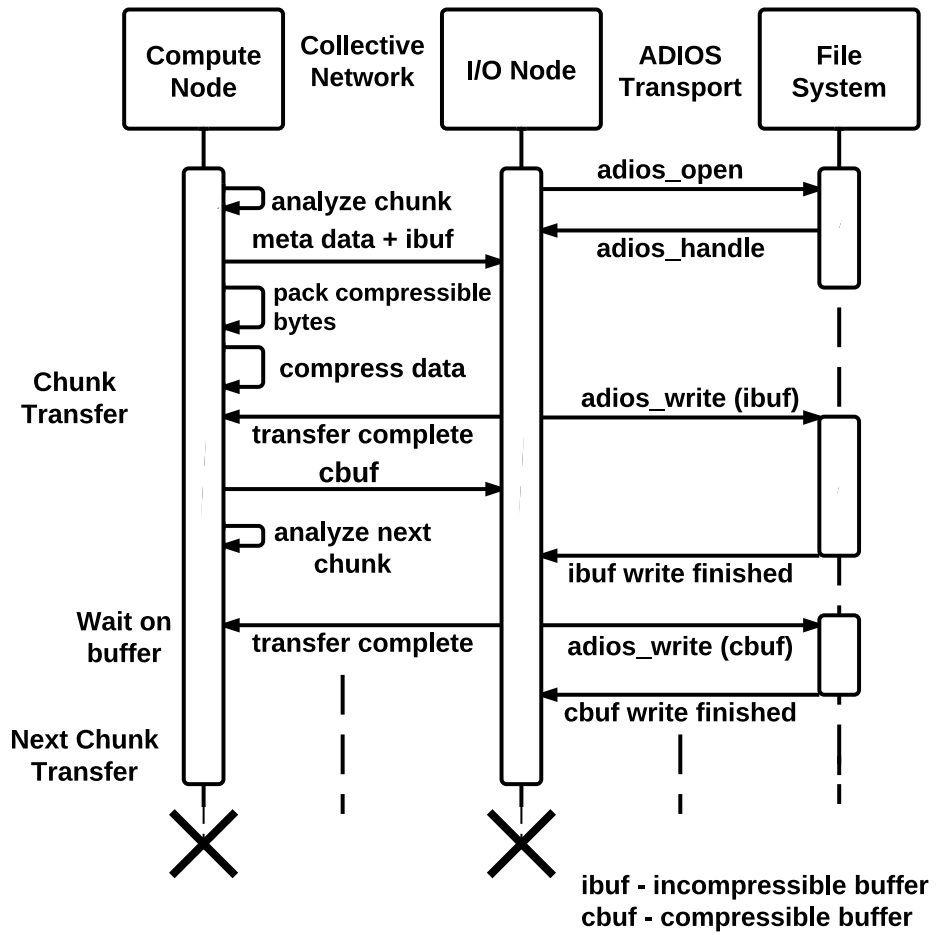 Compute
Node
Collective
Network
I/O Node
ADIOS
Transport
File
System
adios_open
analyze chunk
meta data + ibuf
adios_handle
pack compressible
bytes
compress data
Chunk
Transfer
adios_write (ibuf)
transfer complete
cbuf
analyze next
chunk
ibuf write finished
Wait on
buffer
transfer complete
adios_write (cbuf)
cbuf write finished
Next Chunk
Transfer
ibuf - incompressible buffer
cbuf - compressible buffer